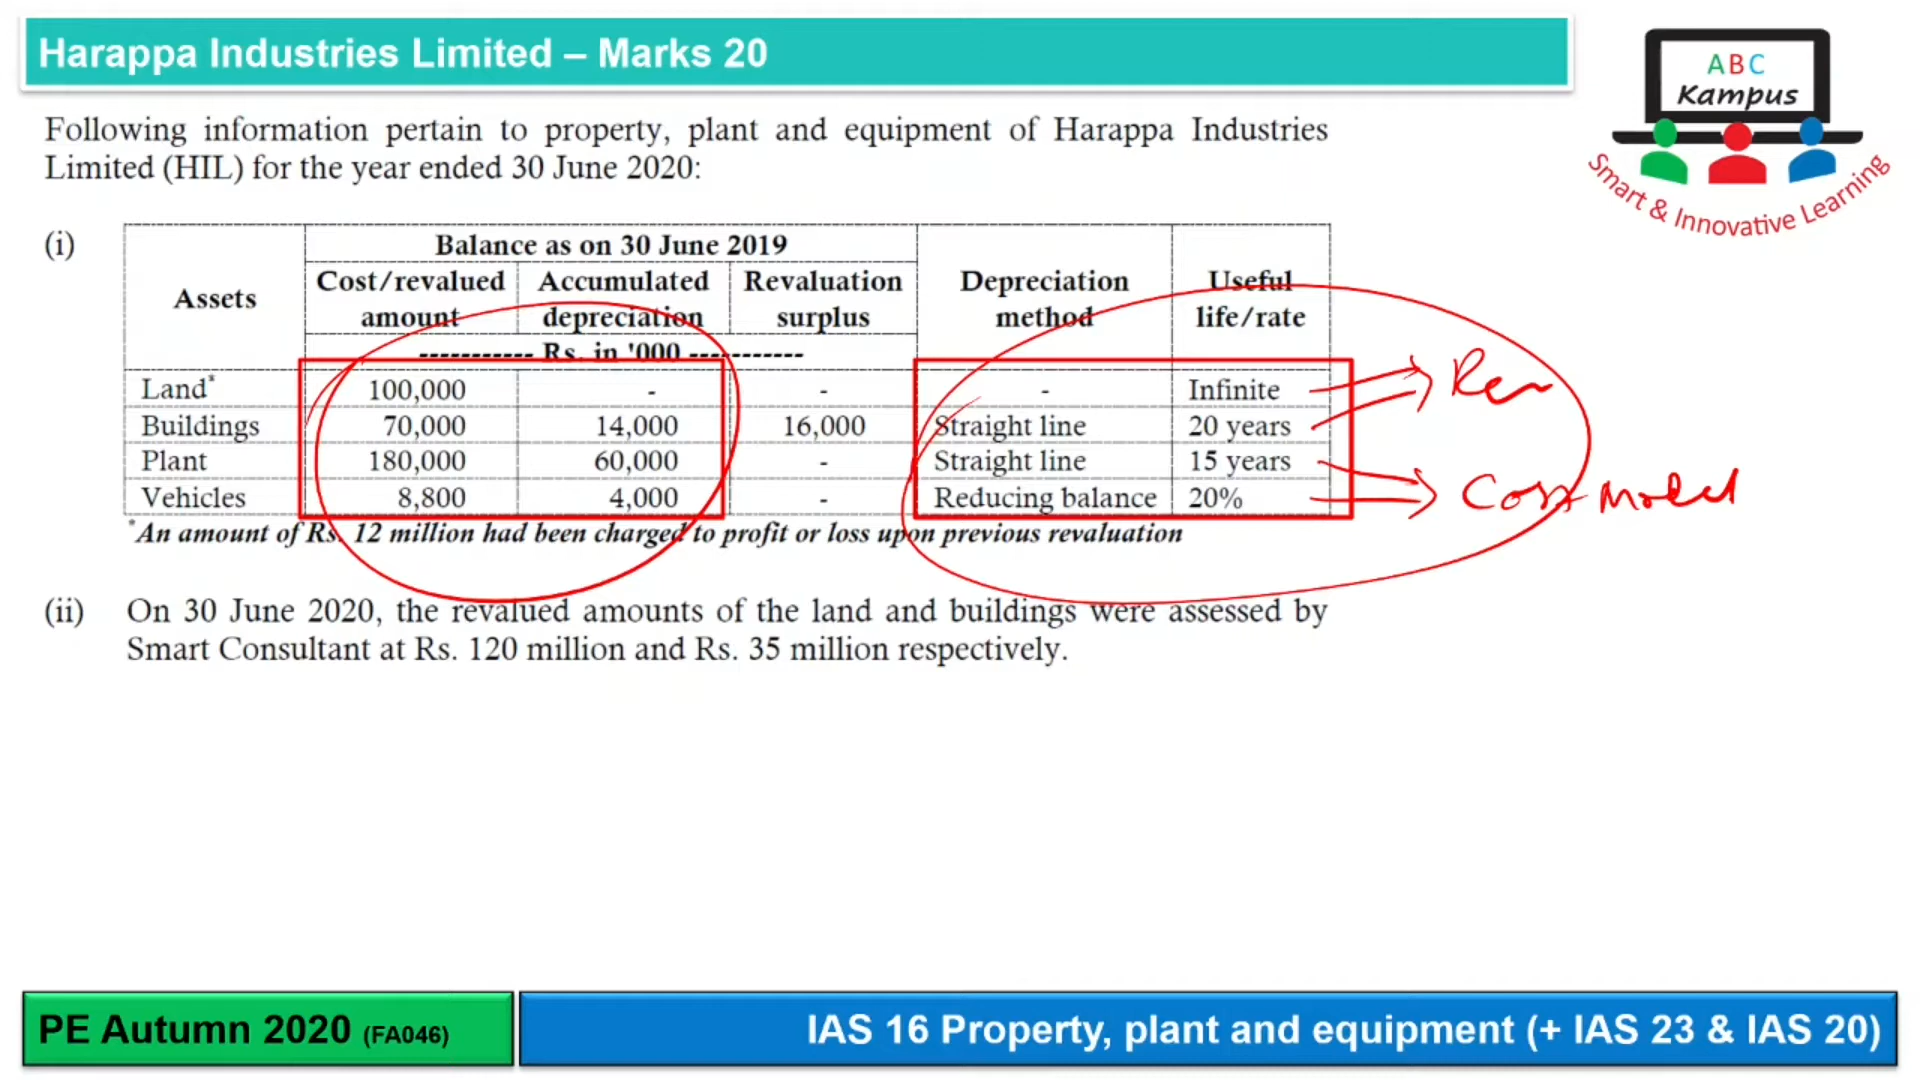 Harappa Industries Limited – Marks 20
ABC
Kampus
Smart & Innovative Learning
Following information pertain to property, plant and equipment of Harappa Industries
Limited (HIL) for the year ended 30 June 2020:
(i)
Assets | Balance as on 30 June 2019 | Depreciation method | Useful life/rate
Cost/revalued amount | Accumulated depreciation | Revaluation surplus
----------- Rs. in '000 -----------
Land* | 100,000 | - | - | - | Infinite
Buildings | 70,000 | 14,000 | 16,000 | Straight line | 20 years
Plant | 180,000 | 60,000 | - | Straight line | 15 years
Vehicles | 8,800 | 4,000 | - | Reducing balance | 20%
Cost Model
*An amount of Rs. 12 million had been charged to profit or loss upon previous revaluation
(ii) On 30 June 2020, the revalued amounts of the land and buildings were assessed by
Smart Consultant at Rs. 120 million and Rs. 35 million respectively.
PE Autumn 2020 (FA046)
IAS 16 Property, plant and equipment (+ IAS 23 & IAS 20)